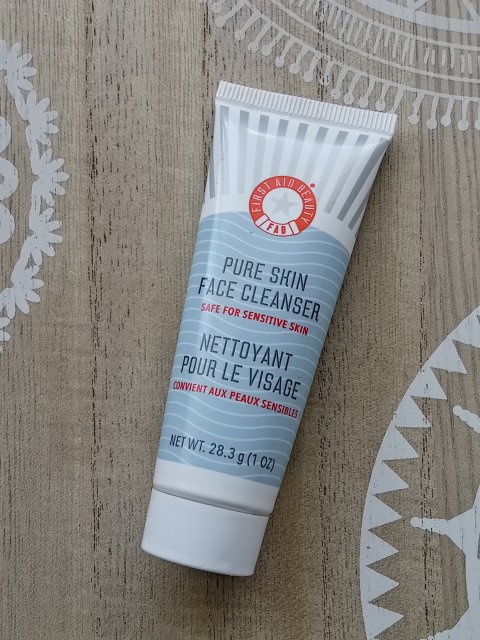 FIRST AID BEAUTY
FAB
PURE SKIN
FACE CLEANSER
SAFE FOR SENSITIVE SKIN
NETTOYANT
POUR LE VISAGE
CONVIENT AUX PEAUX SENSIBLES
NET WT. 28.3 g (1 OZ)